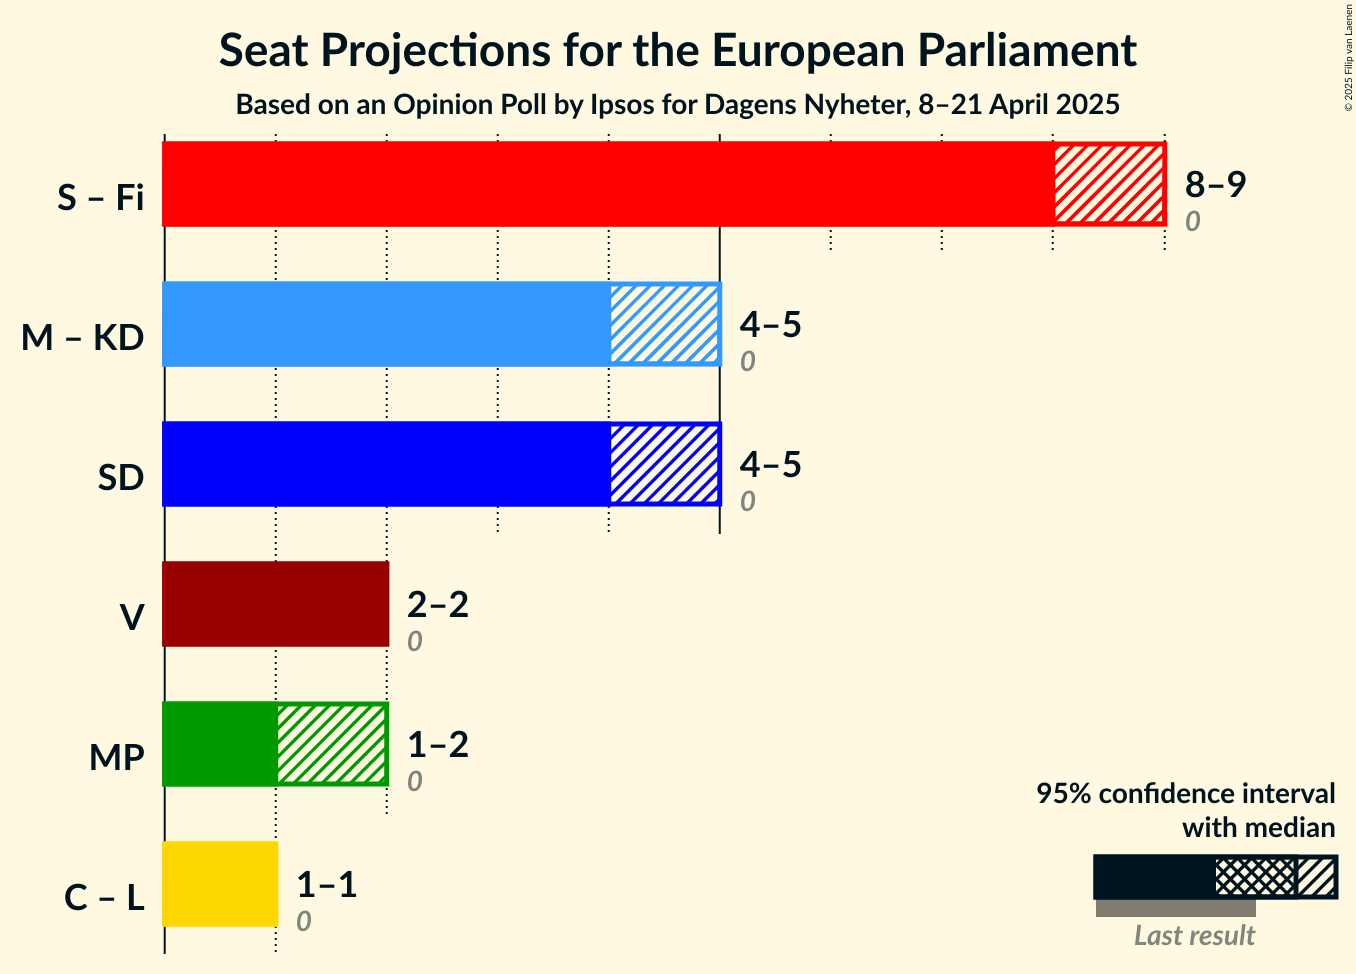 Seat Projections for the European Parliament
Based on an Opinion Poll by Ipsos for Dagens Nyheter, 8–21 April 2025
© 2025 Filip van Laenen
S – Fi
8–9
0
M – KD
4–5
0
SD
4–5
0
V
2–2
0
MP
1–2
0
C – L
1–1
0
95% confidence interval
with median
Last result